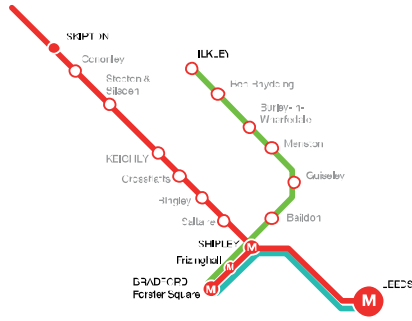 SKIPTON
Cononley
Steeton &
Silsden
KEIGHLY
Crossflatts
Bingley
Saltaire
ILKLEY
Ben Rhydding
Burley-in-
Wharfedale
Menston
Guiseley
Baildon
SHIPLEY
M
Frizinghall
M
BRADFORD
Forster Square
M
LEEDS
M